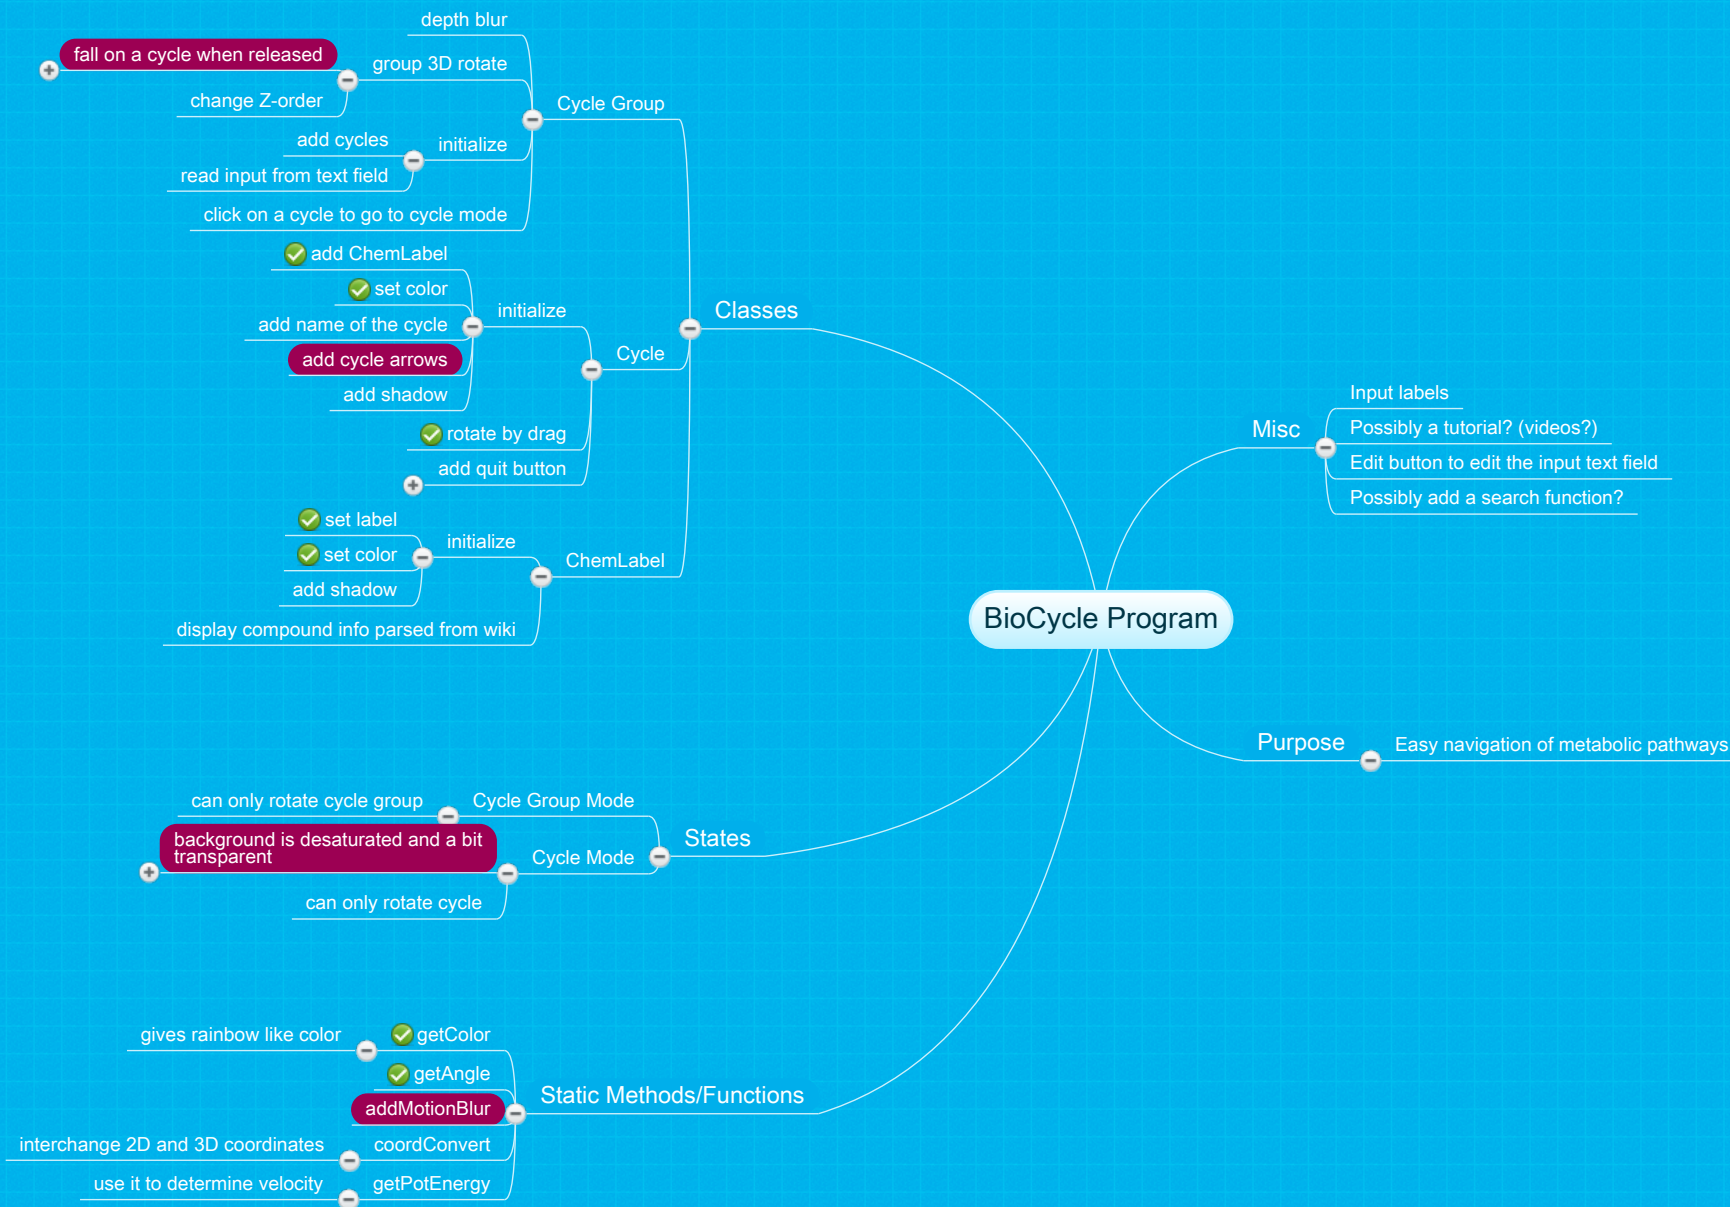 depth blur
fall on a cycle when released
group 3D rotate
change Z-order
Cycle Group
add cycles
initialize
read input from text field
click on a cycle to go to cycle mode
add ChemLabel
set color
initialize
add name of the cycle
add cycle arrows
Cycle
add shadow
rotate by drag
add quit button
Classes
set label
initialize
set color
ChemLabel
add shadow
display compound info parsed from wiki
Input labels
Misc
Possibly a tutorial? (videos?)
Edit button to edit the input text field
Possibly add a search function?
BioCycle Program
Purpose
Easy navigation of metabolic pathways
can only rotate cycle group
Cycle Group Mode
States
background is desaturated and a bit
transparent
Cycle Mode
can only rotate cycle
gives rainbow like color
getColor
getAngle
Static Methods/Functions
addMotionBlur
interchange 2D and 3D coordinates
coordConvert
use it to determine velocity
getPotEnergy